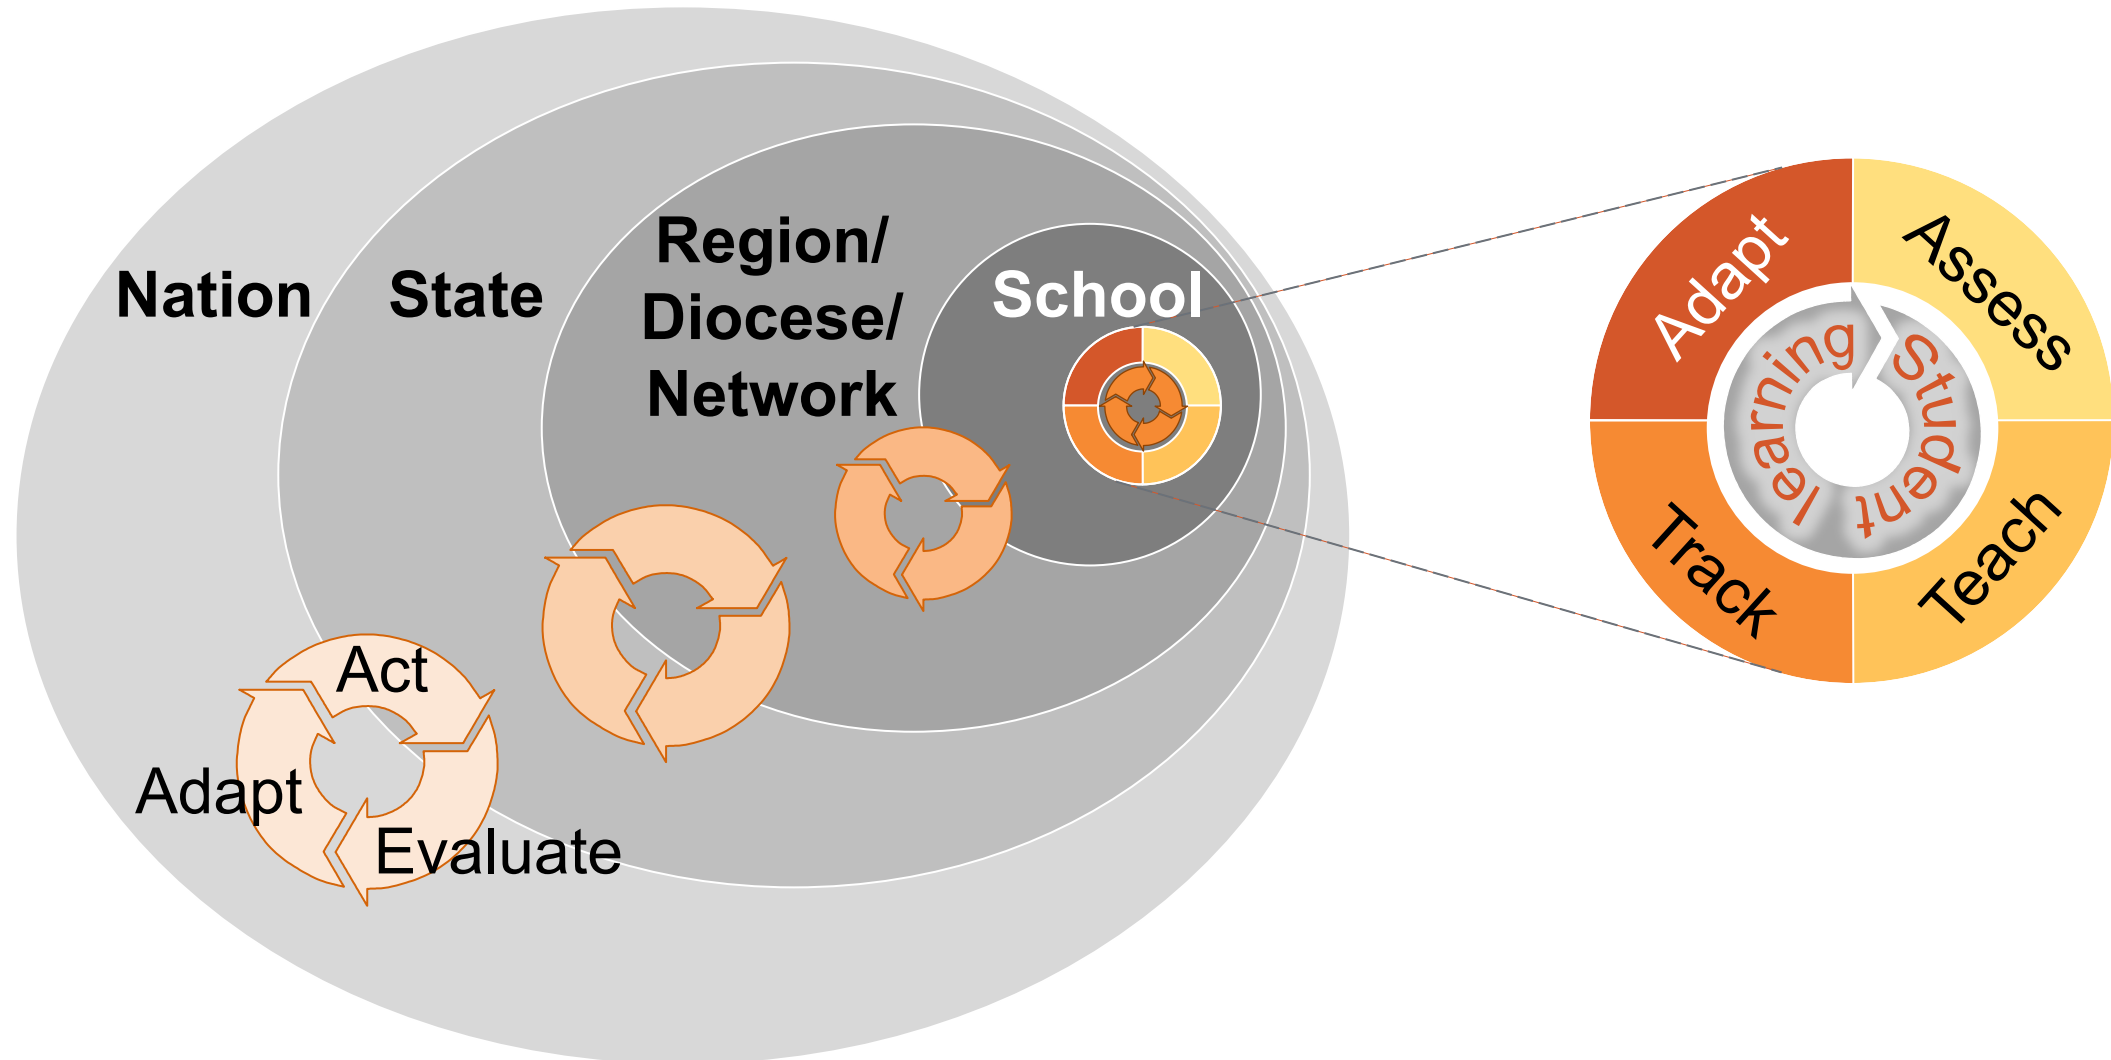 Nation
State
Region/
Diocese/
Network
School
Act
Adapt
Evaluate
Adapt
Assess
Teach
Track
Student
learning